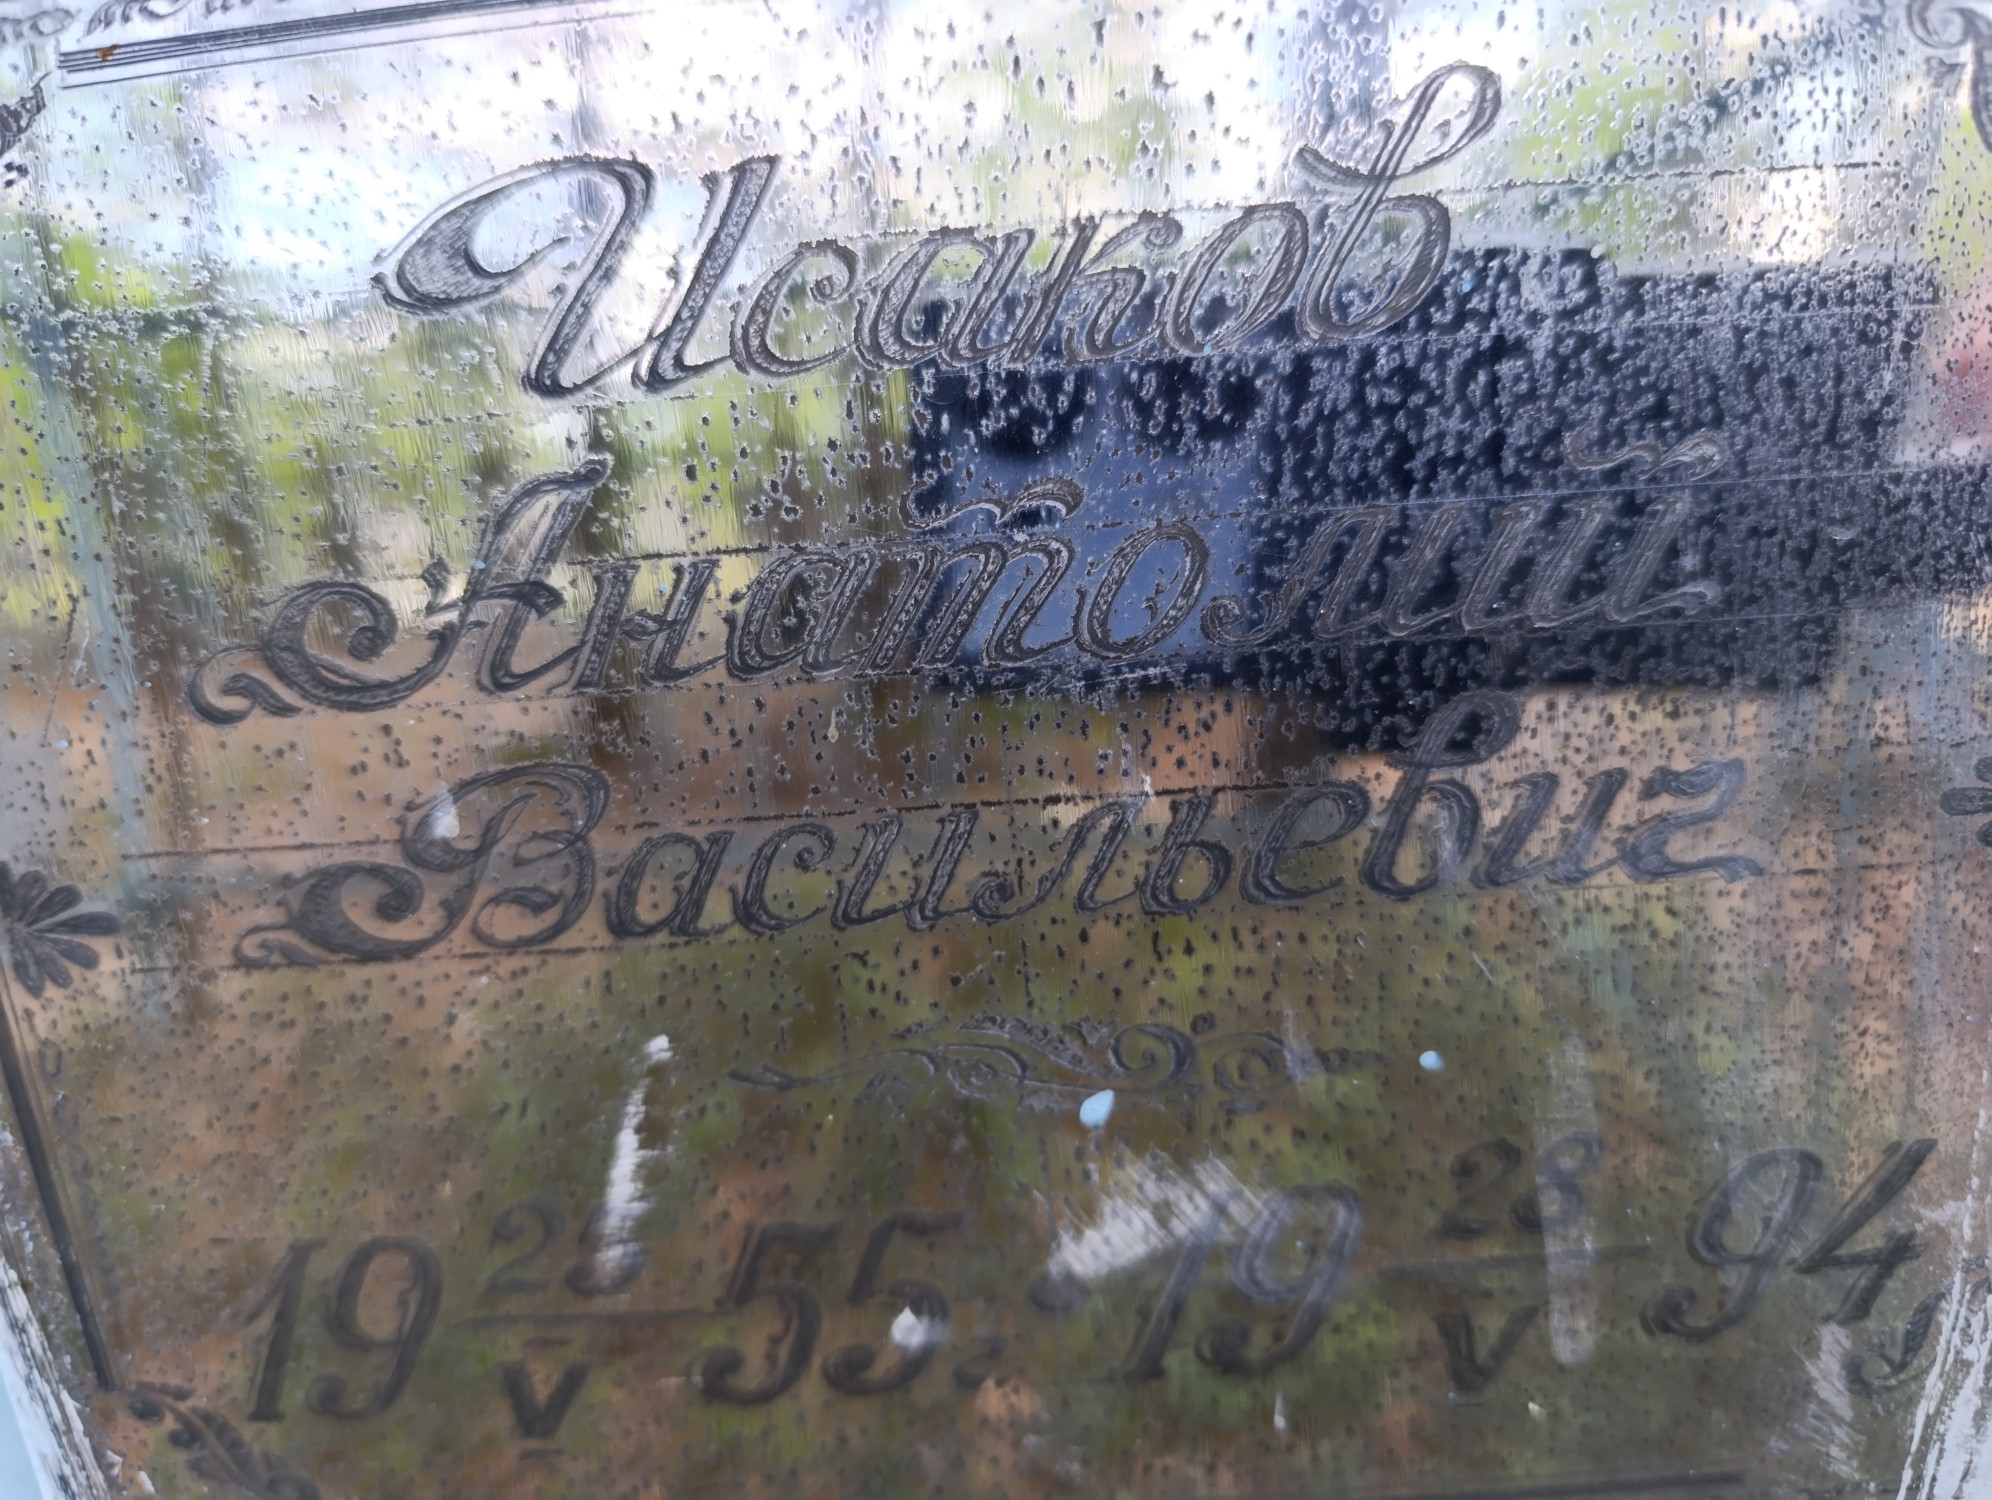 Исаков
Анатолий
Васильевич
19 25/V 55 г. 19 28/V 94 г